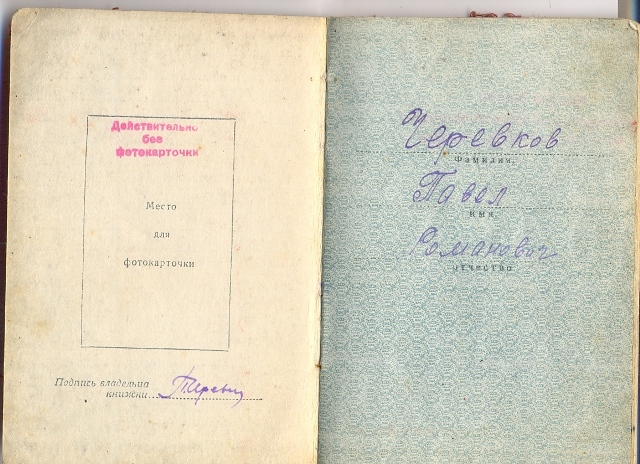 Действительно
без
фотокарточки
Место
для
фотокарточки
Подпись владельца
книжки
Черевков
Фамилия
Павел
имя
Романович
отчество